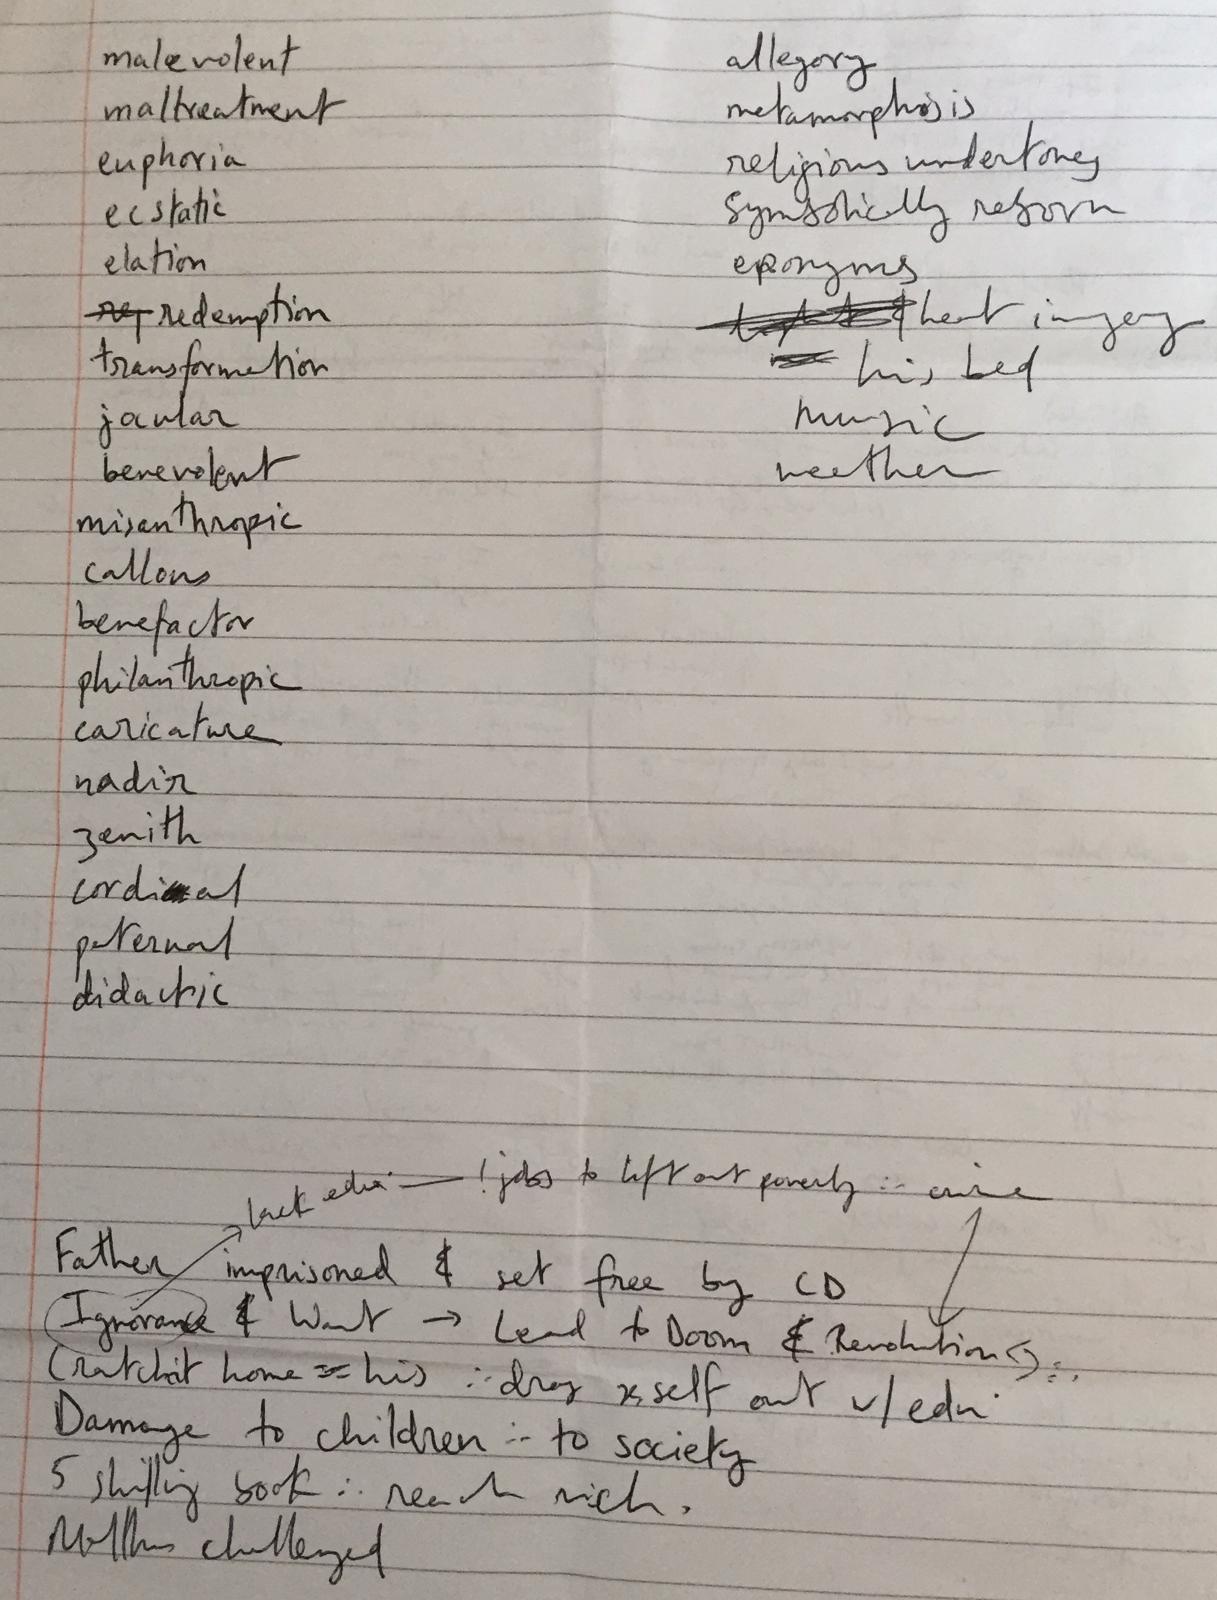 malevolent
maltreatment
euphoria
ecstatic
elation
redemption
transformation
jocular
benevolent
misanthropic
callous
benefactor
philanthropic
caricature
nadir
zenith
cordial
paternal
didactic
allegory
metamorphosis
religious undertones
symbolically reborn
eponyms
heat imagery
his bed
music
weather
lack edu. — ! jobs to lift out poverty ∴ crime
Father imprisoned & set free by CD
Ignorance & Want → Lead to Doom & Revolution
Cratchit home = his ∴ drag self out v/ edu.
Damage to children ∴ to society
5 shilling book ∴ reach rich.
Malthus challenged